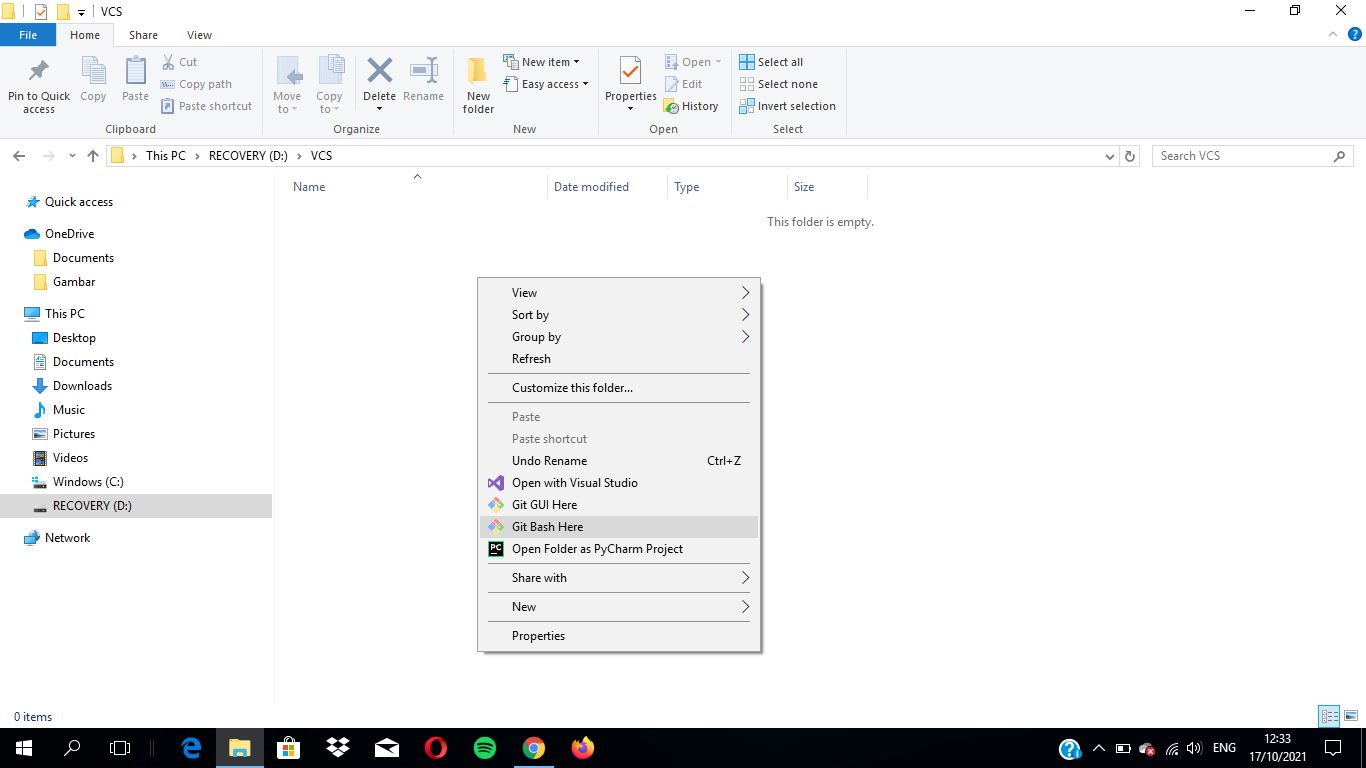 VCS
File Home Share View
Pin to Quick access
Copy
Paste
Cut
Copy path
Paste shortcut
Clipboard
Move to
Copy to
Delete
Rename
Organize
New folder
New item
Easy access
New
Properties
Open
Edit
History
Open
Select all
Select none
Invert selection
Select
This PC RECOVERY (D:) VCS
Search VCS
Name Date modified Type Size
This folder is empty.
Quick access
OneDrive
Documents
Gambar
This PC
Desktop
Documents
Downloads
Music
Pictures
Videos
Windows (C:)
RECOVERY (D:)
Network
View
Sort by
Group by
Refresh
Customize this folder...
Paste
Paste shortcut
Undo Rename Ctrl+Z
Open with Visual Studio
Git GUI Here
Git Bash Here
PC Open Folder as PyCharm Project
Share with
New
Properties
0 items
ENG
12:33
17/10/2021